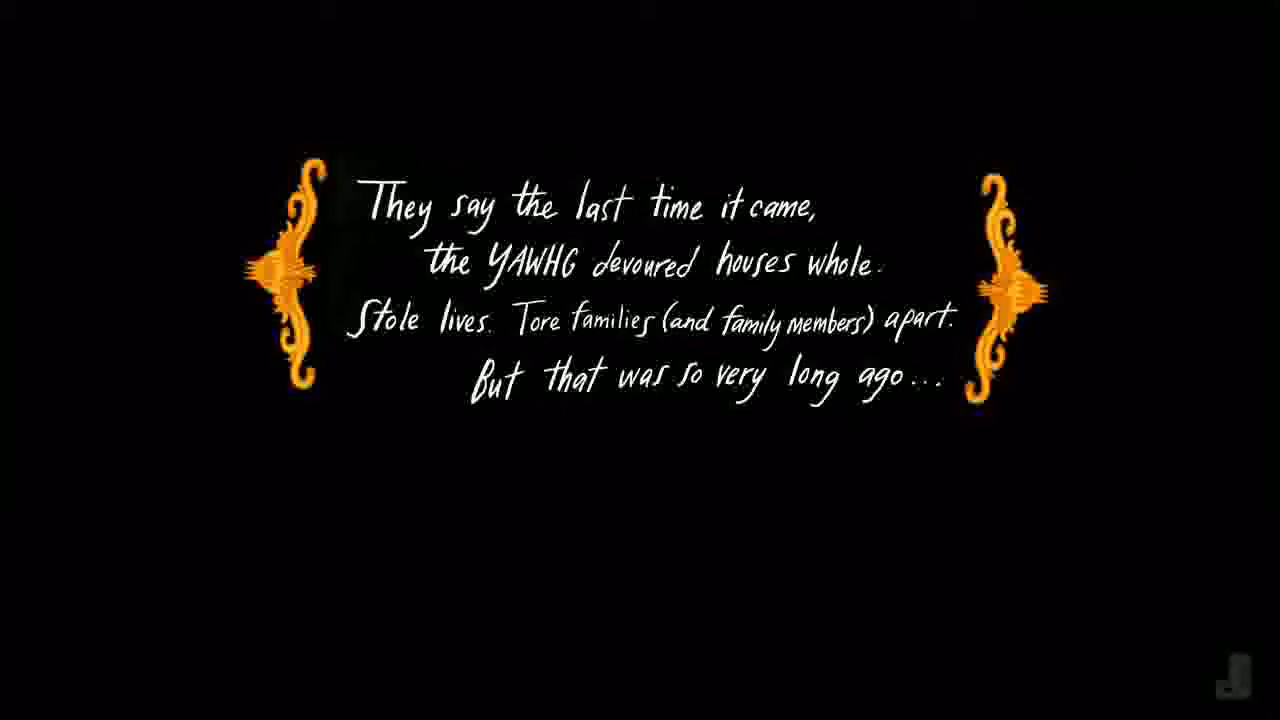 They say the last time it came,
the YAWHG devoured houses whole.
Stole lives. Tore families (and family members) apart.
But that was so very long ago...